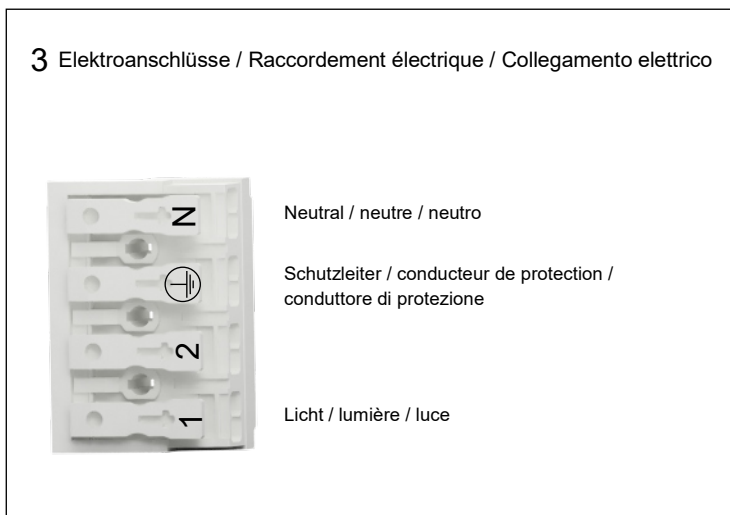 3 Elektroanschlüsse / Raccordement électrique / Collegamento elettrico
N
Neutral / neutre / neutro
Schutzleiter / conducteur de protection /
conduttore di protezione
2
1
Licht / lumière / luce